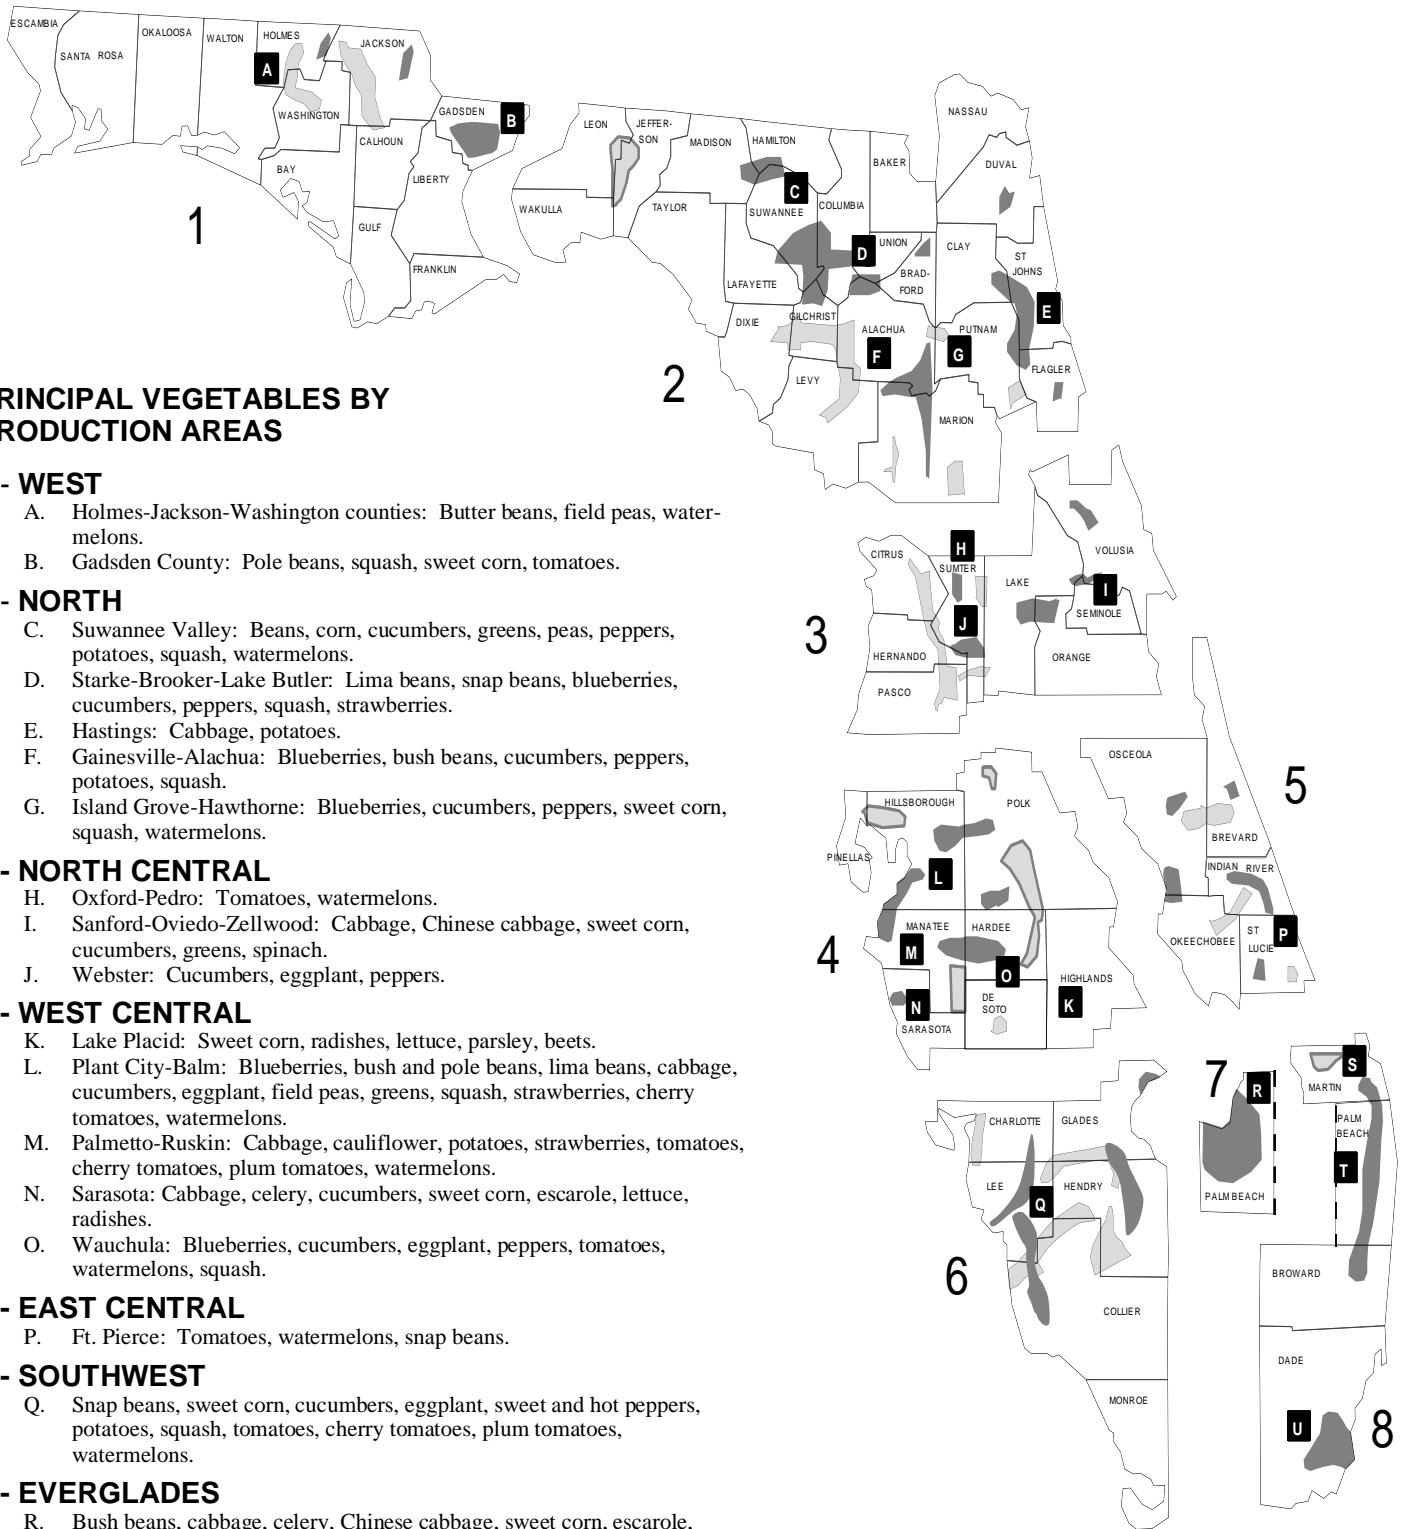 ESCAMBIA
SANTA ROSA
OKALOOSA
WALTON
HOLMES
JACKSON
A
WASHINGTON
GADSDEN
B
CALHOUN
BAY
LIBERTY
GULF
FRANKLIN
1
LEON
JEFFER-
SON
MADISON
HAMILTON
BAKER
NASSAU
DUVAL
WAKULLA
TAYLOR
C
SUWANNEE
COLUMBIA
D
UNION
BRAD-
FORD
CLAY
ST
JOHNS
LAFAYETTE
DIXIE
GILCHRIST
ALACHUA
F
PUTNAM
G
E
FLAGLER
LEVY
MARION
2
RINCIPAL VEGETABLES BY
RODUCTION AREAS
- WEST
A. Holmes-Jackson-Washington counties: Butter beans, field peas, water-
melons.
B. Gadsden County: Pole beans, squash, sweet corn, tomatoes.
- NORTH
C. Suwannee Valley: Beans, corn, cucumbers, greens, peas, peppers,
potatoes, squash, watermelons.
D. Starke-Brooker-Lake Butler: Lima beans, snap beans, blueberries,
cucumbers, peppers, squash, strawberries.
E. Hastings: Cabbage, potatoes.
F. Gainesville-Alachua: Blueberries, bush beans, cucumbers, peppers,
potatoes, squash.
G. Island Grove-Hawthorne: Blueberries, cucumbers, peppers, sweet corn,
squash, watermelons.
- NORTH CENTRAL
H. Oxford-Pedro: Tomatoes, watermelons.
I. Sanford-Oviedo-Zellwood: Cabbage, Chinese cabbage, sweet corn,
cucumbers, greens, spinach.
J. Webster: Cucumbers, eggplant, peppers.
- WEST CENTRAL
K. Lake Placid: Sweet corn, radishes, lettuce, parsley, beets.
L. Plant City-Balm: Blueberries, bush and pole beans, lima beans, cabbage,
cucumbers, eggplant, field peas, greens, squash, strawberries, cherry
tomatoes, watermelons.
M. Palmetto-Ruskin: Cabbage, cauliflower, potatoes, strawberries, tomatoes,
cherry tomatoes, plum tomatoes, watermelons.
N. Sarasota: Cabbage, celery, cucumbers, sweet corn, escarole, lettuce,
radishes.
O. Wauchula: Blueberries, cucumbers, eggplant, peppers, tomatoes,
watermelons, squash.
- EAST CENTRAL
P. Ft. Pierce: Tomatoes, watermelons, snap beans.
- SOUTHWEST
Q. Snap beans, sweet corn, cucumbers, eggplant, sweet and hot peppers,
potatoes, squash, tomatoes, cherry tomatoes, plum tomatoes,
watermelons.
- EVERGLADES
R. Bush beans, cabbage, celery, Chinese cabbage, sweet corn, escarole,
CITRUS
H
SUMTER
LAKE
VOLUSIA
I
SEMINOLE
J
HERNANDO
ORANGE
PASCO
3
OSCEOLA
5
BREVARD
INDIAN RIVER
OKEECHOBEE
ST
LUCIE
P
HILLSBOROUGH
POLK
PINELLAS
L
MANATEE
M
HARDEE
O
HIGHLANDS
K
N
SARASOTA
DE
SOTO
4
CHARLOTTE
GLADES
LEE
HENDRY
Q
COLLIER
MONROE
6
7
R
PALM BEACH
MARTIN
S
PALM
BEACH
T
BROWARD
DADE
U
8